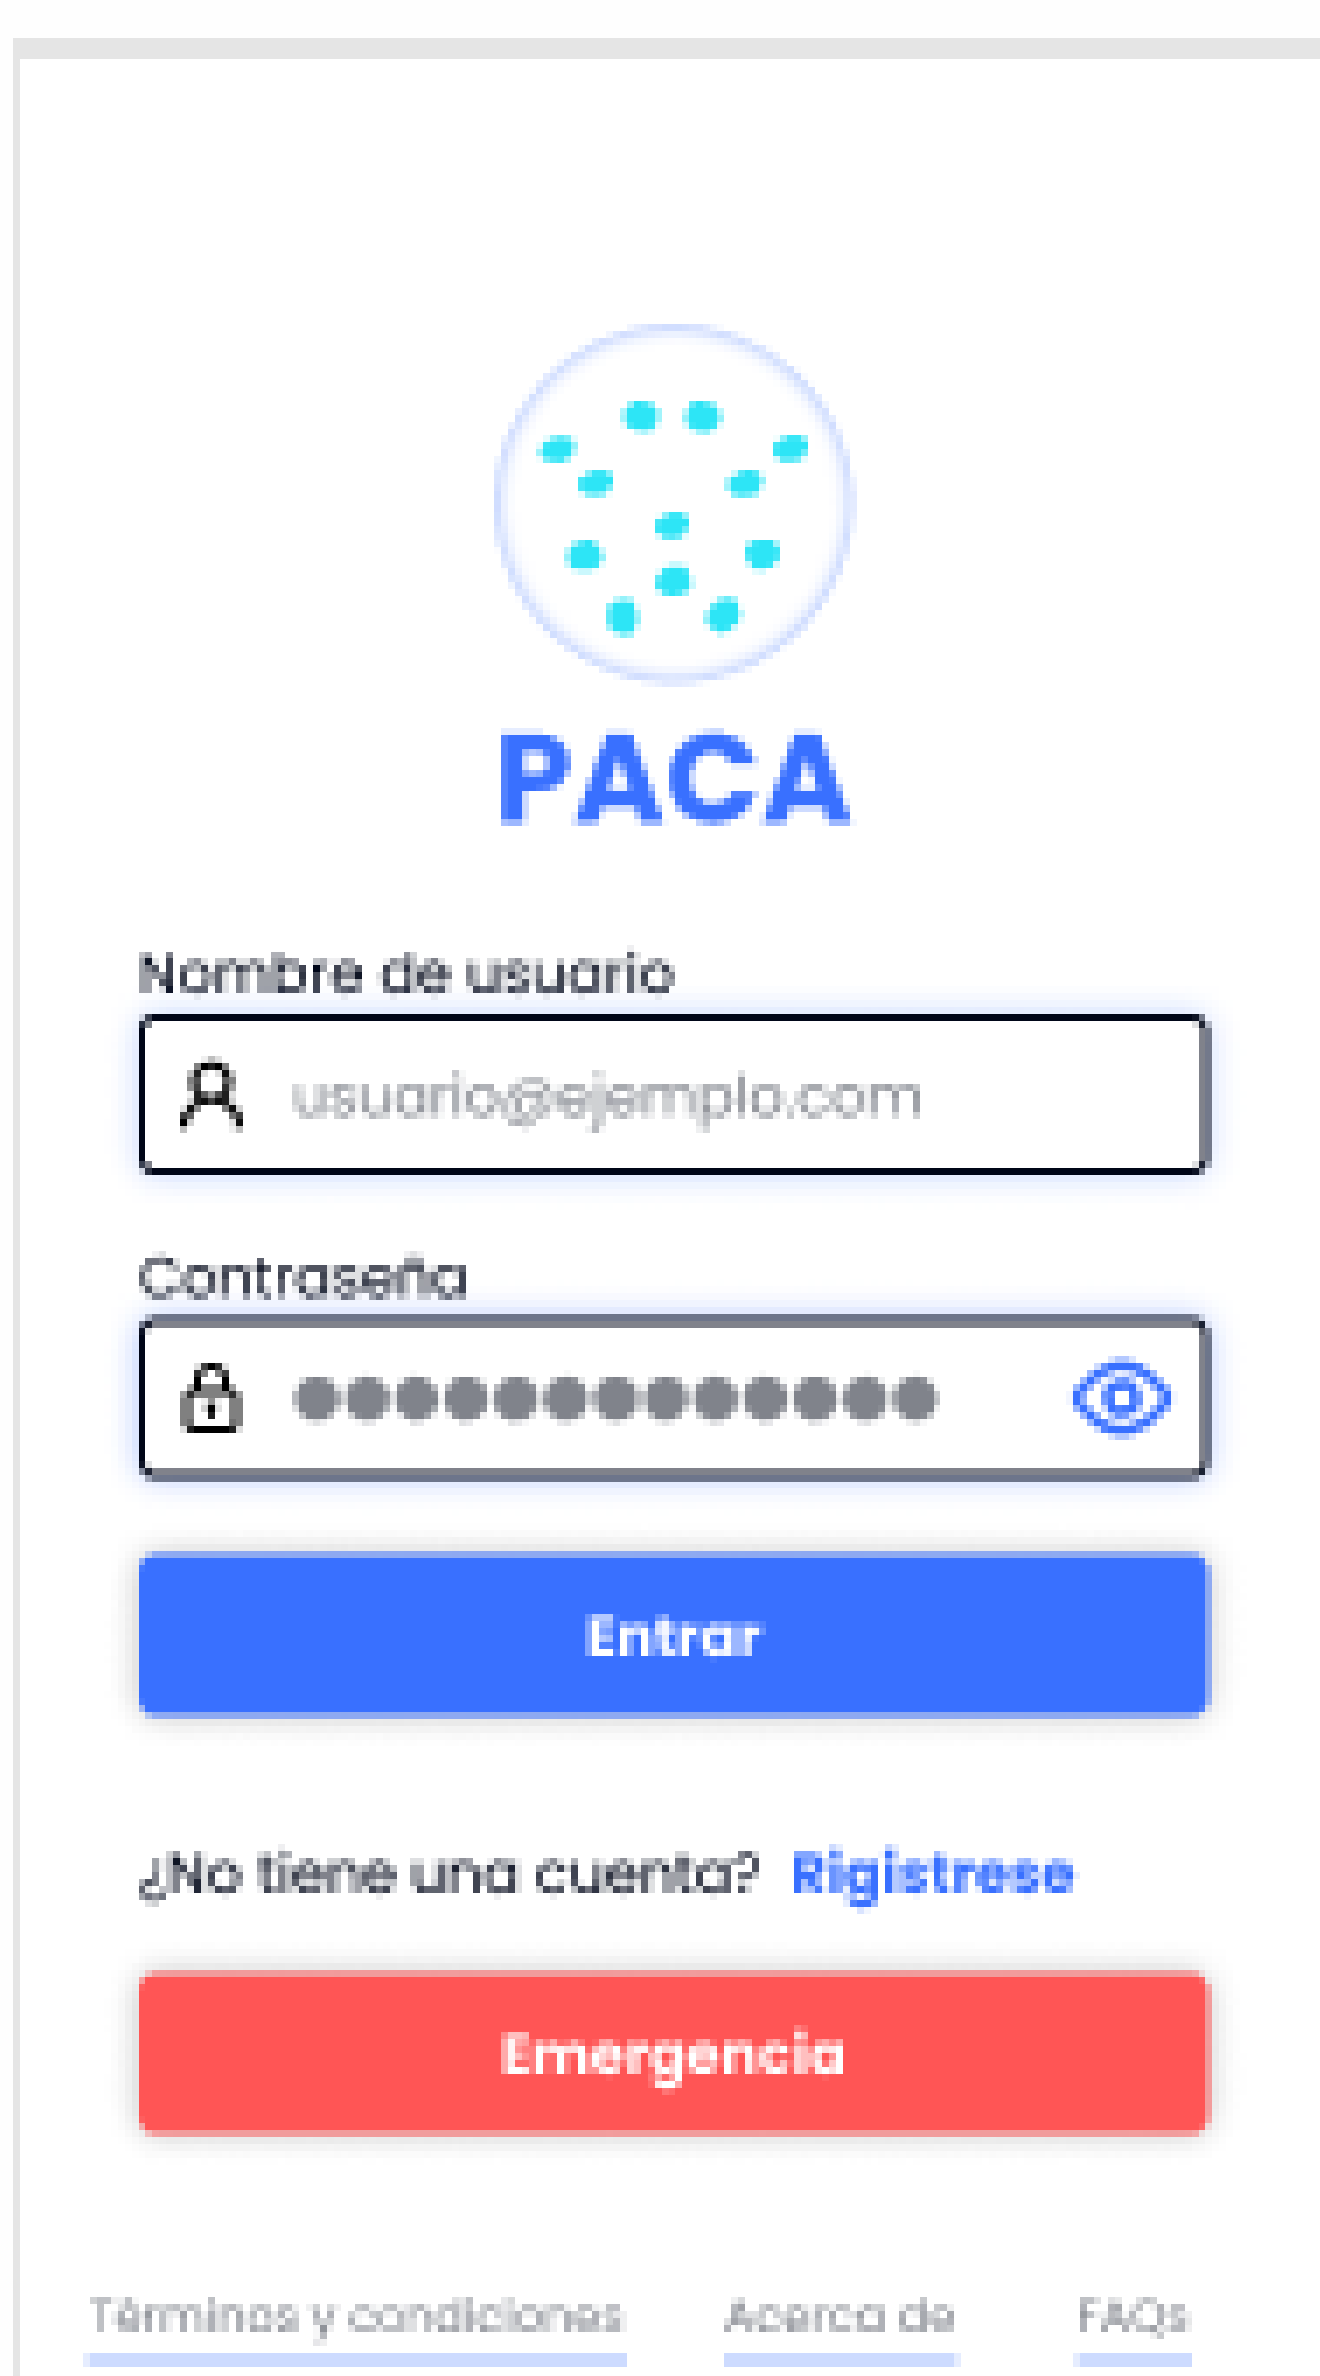 PACA
Nombre de usuario
usuario@ejemplo.com
Contraseña
●●●●●●●●●●●●●
Entrar
¿No tiene una cuenta? Rigistrese
Emergencia
Términos y condiciones Acerca de FAQs